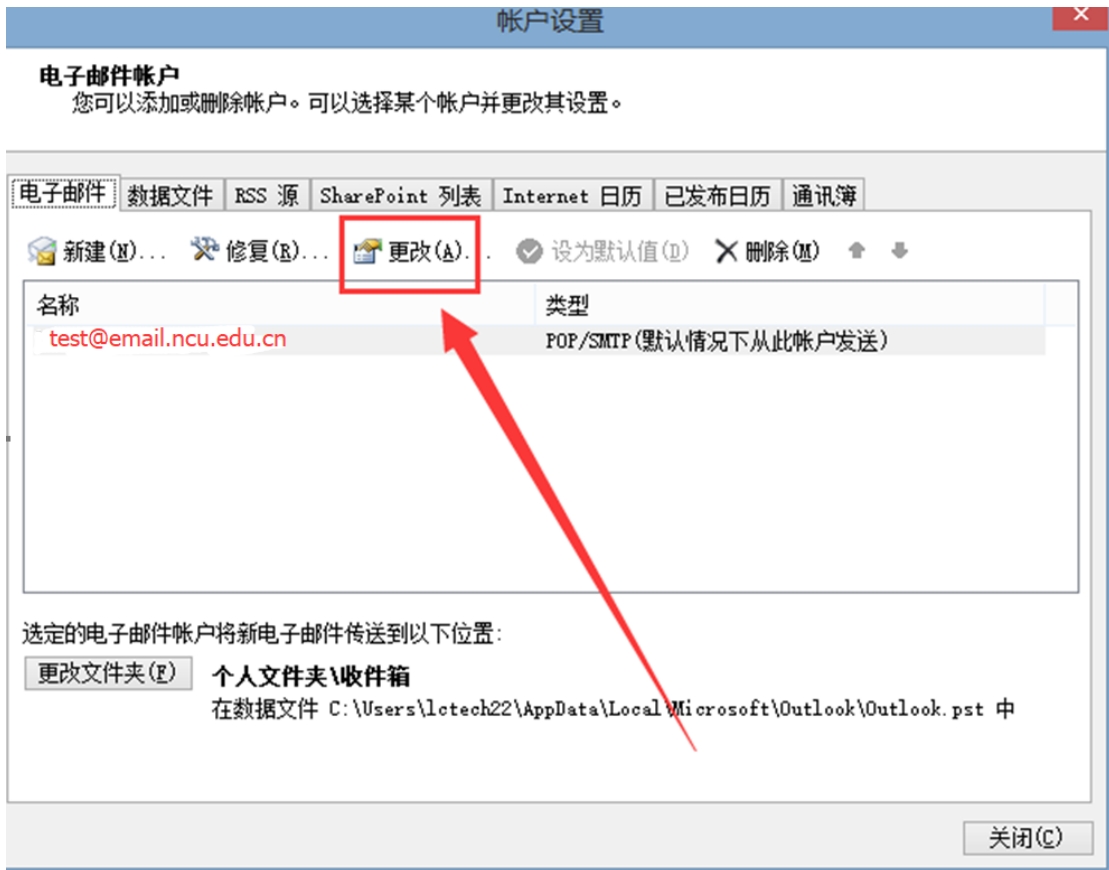 帐户设置
电子邮件帐户
您可以添加或删除帐户。可以选择某个帐户并更改其设置。
电子邮件 数据文件 RSS 源 SharePoint 列表 Internet 日历 已发布日历 通讯簿
新建(N)... 修复(R)... 更改(A)... 设为默认值(D) 删除(M)
名称 类型
test@email.ncu.edu.cn POP/SMTP(默认情况下从此帐户发送)
选定的电子邮件帐户将新电子邮件传送到以下位置:
更改文件夹(F) 个人文件夹\收件箱
在数据文件 C:\Users\lctech22\AppData\Local\Microsoft\Outlook\Outlook.pst 中
关闭(C)